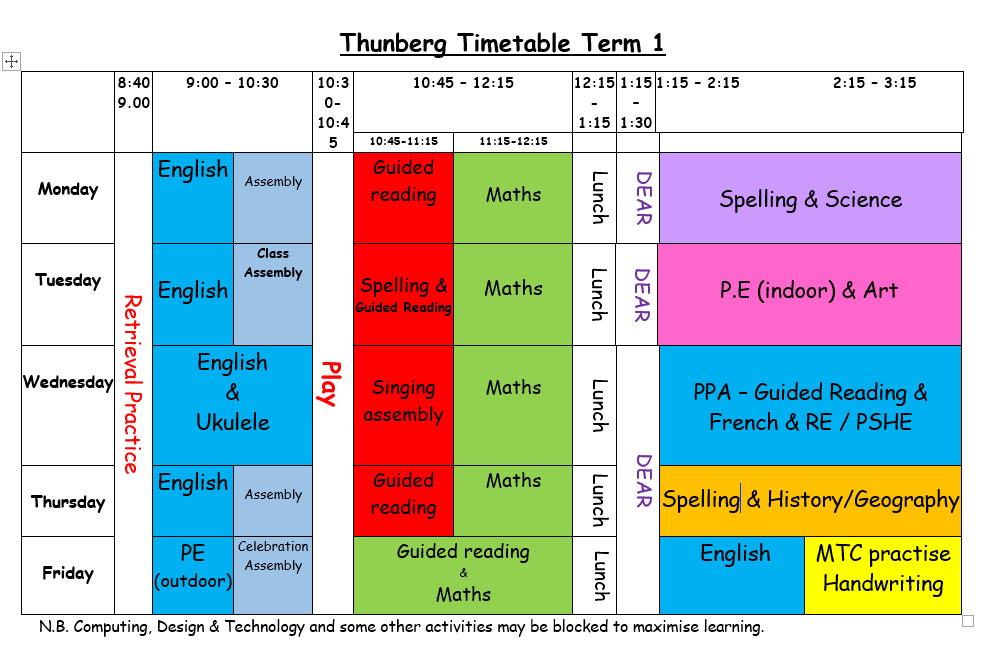 Thunberg Timetable Term 1
8:40
9.00
9:00 – 10:30
10:3
0-
10:4
5
10:45 – 12:15
12:15
-
1:15
1:15
-
1:30
1:15 – 2:15
2:15 – 3:15
10:45-11:15
11:15-12:15
Retrieval Practice
Play
Monday
English
Assembly
Guided
reading
Maths
Lunch
DEAR
Spelling & Science
Tuesday
English
Class
Assembly
Spelling &
Guided Reading
Maths
Lunch
DEAR
P.E (indoor) & Art
Wednesday
English
&
Ukulele
Singing
assembly
Maths
Lunch
DEAR
PPA – Guided Reading &
French & RE / PSHE
Thursday
English
Assembly
Guided
reading
Maths
Lunch
Spelling & History/Geography
Friday
PE
(outdoor)
Celebration
Assembly
Guided reading
&
Maths
Lunch
English
MTC practise
Handwriting
N.B. Computing, Design & Technology and some other activities may be blocked to maximise learning.